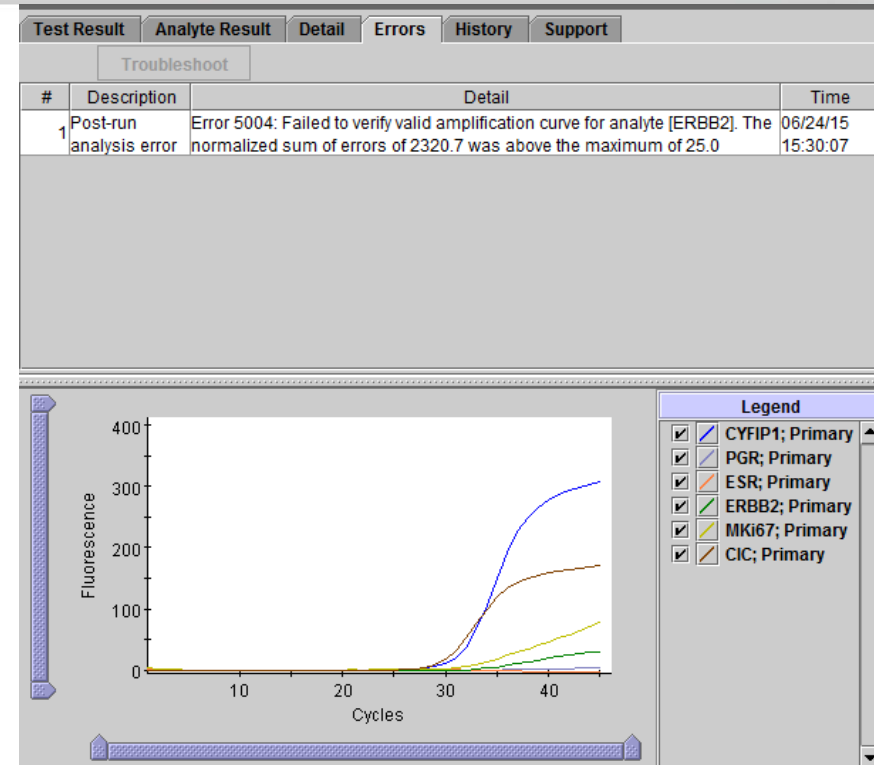 Test Result Analyte Result Detail Errors History Support
Troubleshoot
# Description Detail Time
1 Post-run analysis error Error 5004: Failed to verify valid amplification curve for analyte [ERBB2]. The normalized sum of errors of 2320.7 was above the maximum of 25.0 06/24/15 15:30:07
400
300
200
100
0
Fluorescence
10 20 30 40
Cycles
Legend
CYFIP1; Primary
PGR; Primary
ESR; Primary
ERBB2; Primary
MKi67; Primary
CIC; Primary